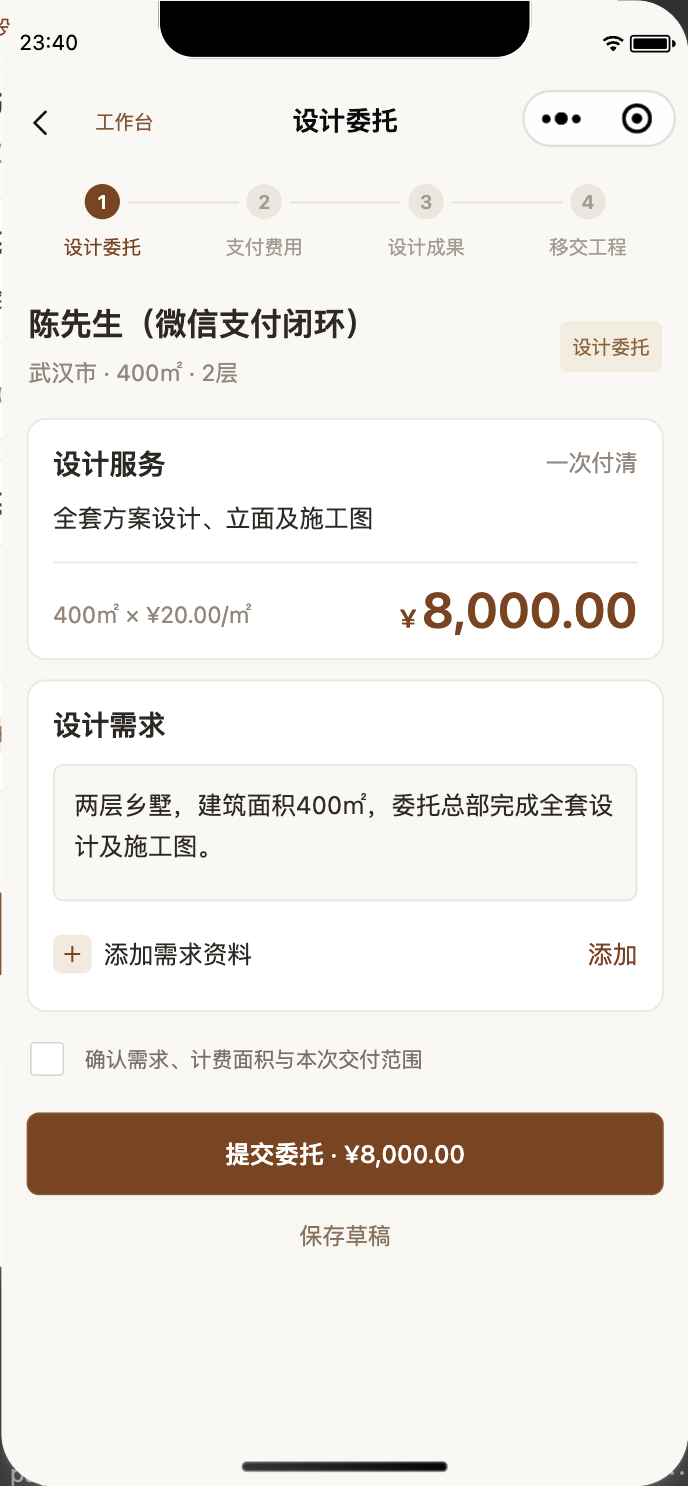 23:40
工作台
设计委托
1
2
3
4
设计委托
支付费用
设计成果
移交工程
陈先生（微信支付闭环）
设计委托
武汉市 · 400㎡ · 2层
设计服务
一次付清
全套方案设计、立面及施工图
400㎡ × ¥20.00/㎡
¥8,000.00
设计需求
两层乡墅，建筑面积400㎡，委托总部完成全套设
计及施工图。
+ 添加需求资料
添加
确认需求、计费面积与本次交付范围
提交委托 · ¥8,000.00
保存草稿